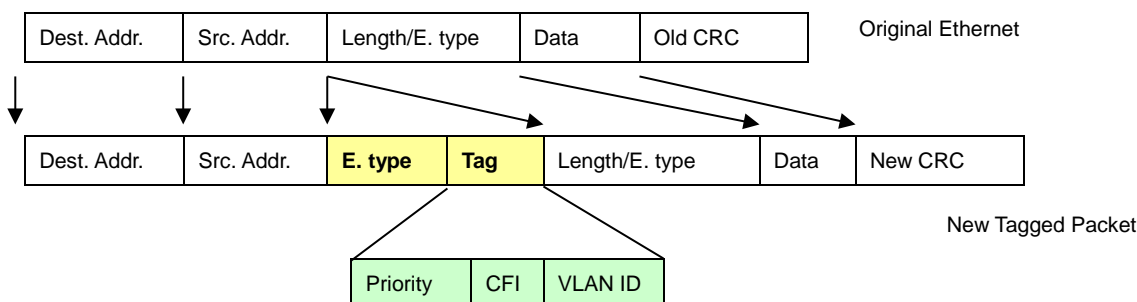 Dest. Addr. Src. Addr. Length/E. type Data Old CRC Original Ethernet
Dest. Addr. Src. Addr. E. type Tag Length/E. type Data New CRC
New Tagged Packet
Priority CFI VLAN ID